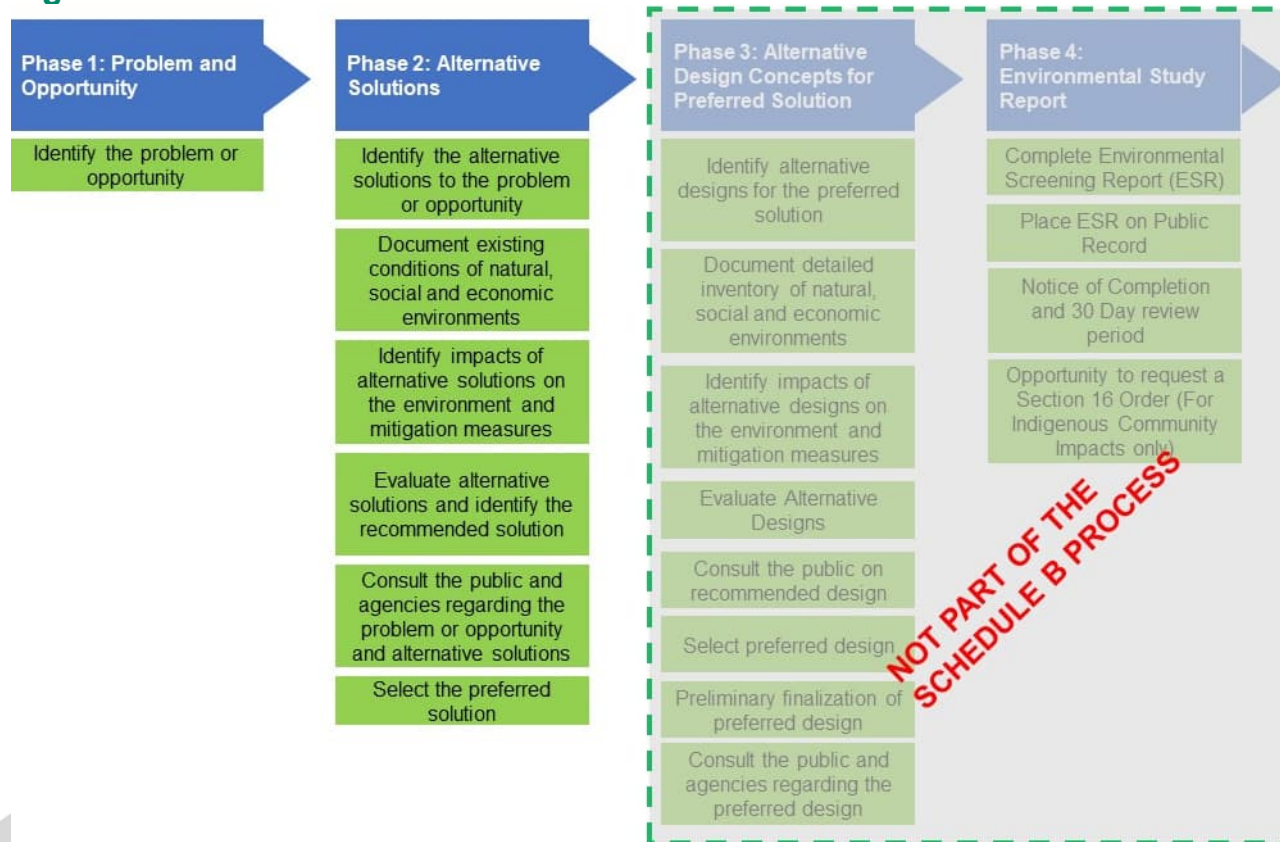 Phase 1: Problem and
Opportunity
Identify the problem or
opportunity
Phase 2: Alternative
Solutions
Identify the alternative
solutions to the problem
or opportunity
Document existing
conditions of natural,
social and economic
environments
Identify impacts of
alternative solutions on
the environment and
mitigation measures
Evaluate alternative
solutions and identify the
recommended solution
Consult the public and
agencies regarding the
problem or opportunity
and alternative solutions
Select the preferred
solution
Phase 3: Alternative
Design Concepts for
Preferred Solution
Identify alternative
designs for the preferred
solution
Document detailed
inventory of natural,
social and economic
environments
Identify impacts of
alternative designs on
the environment and
mitigation measures
Evaluate Alternative
Designs
Consult the public on
recommended design
Select preferred design
Preliminary finalization of
preferred design
Consult the public and
agencies regarding the
preferred design
Phase 4:
Environmental Study
Report
Complete Environmental
Screening Report (ESR)
Place ESR on Public
Record
Notice of Completion
and 30 Day review
period
Opportunity to request a
Section 16 Order (For
Indigenous Community
Impacts only)
NOT PART OF THE
SCHEDULE B PROCESS